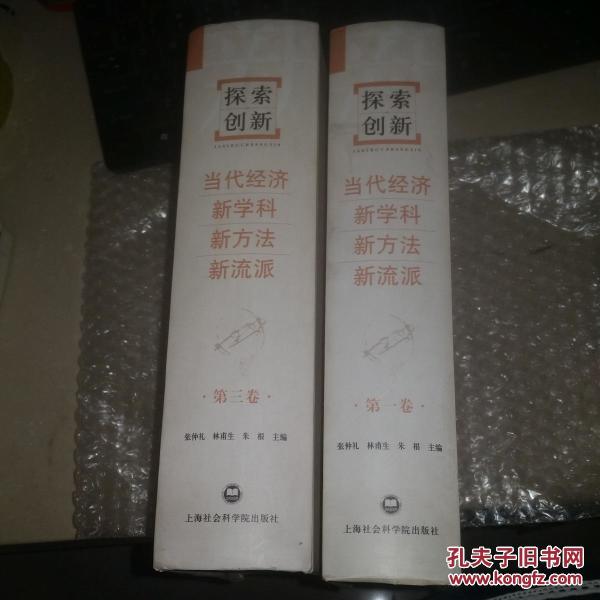 探索
创新
TANSUO CHUANGXIN
当代经济
新学科
新方法
新流派
·第三卷·
张仲礼 林甫生 朱根 主编
上海社会科学院出版社
探索
创新
当代经济
新学科
新方法
新流派
·第一卷·
张仲礼 林甫生 朱根 主编
上海社会科学院出版社
孔夫子旧书网
www.kongfz.com